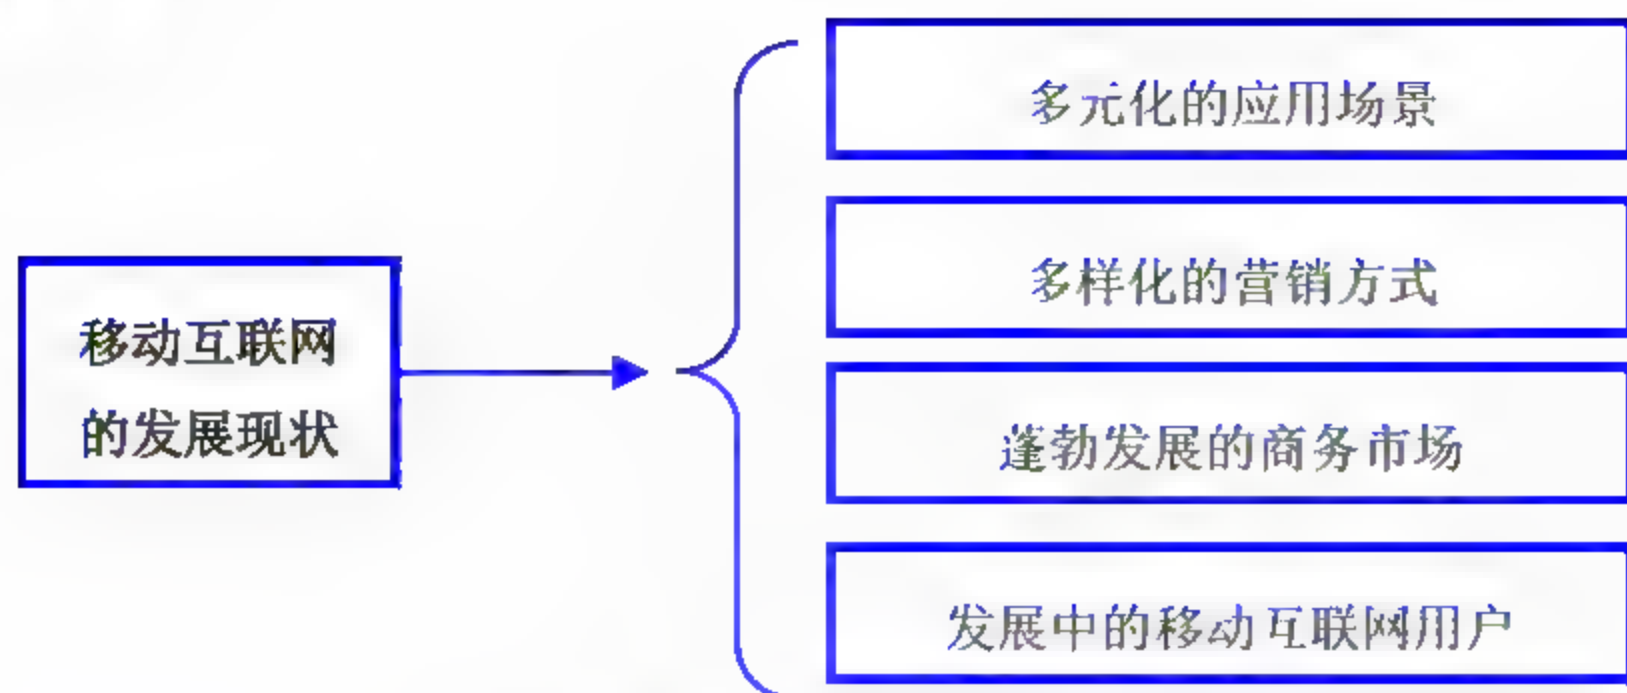 移动互联网
的发展现状
多元化的应用场景
多样化的营销方式
蓬勃发展的商务市场
发展中的移动互联网用户